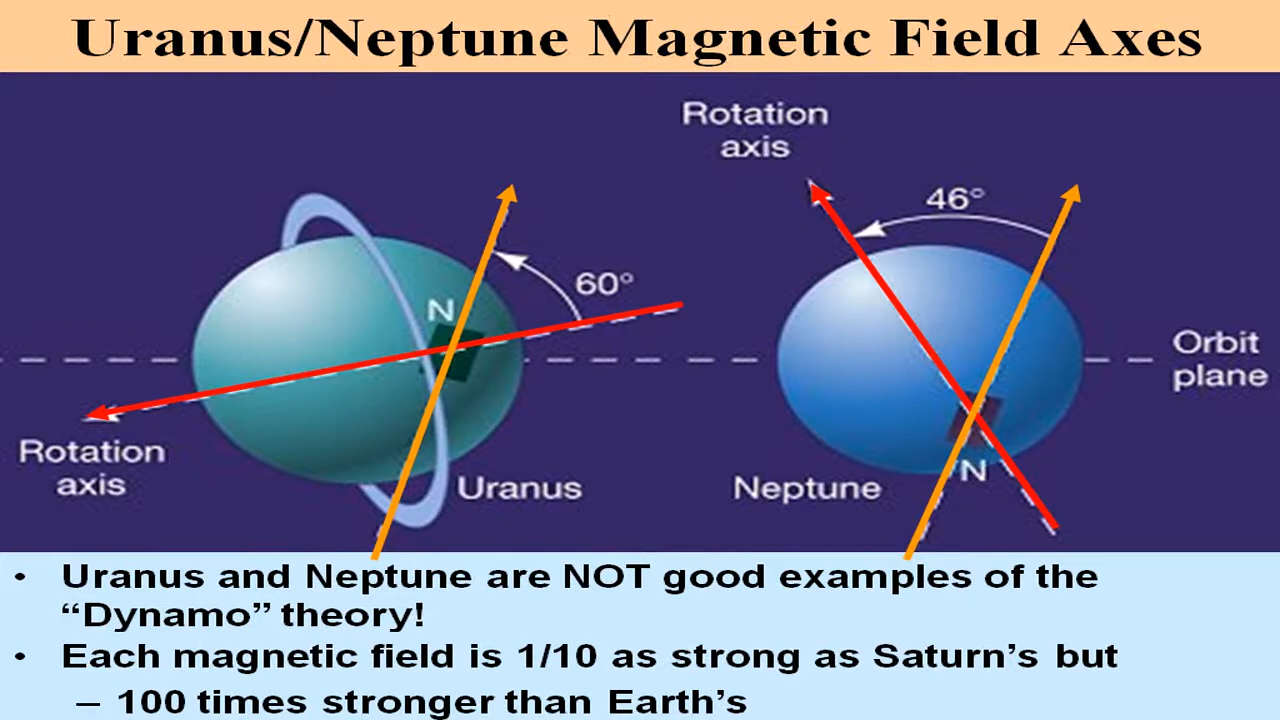 Uranus/Neptune Magnetic Field Axes
Rotation
axis
46°
60°
N
Orbit
plane
Rotation
axis
Uranus
Neptune
N
• Uranus and Neptune are NOT good examples of the
“Dynamo” theory!
• Each magnetic field is 1/10 as strong as Saturn’s but
– 100 times stronger than Earth’s